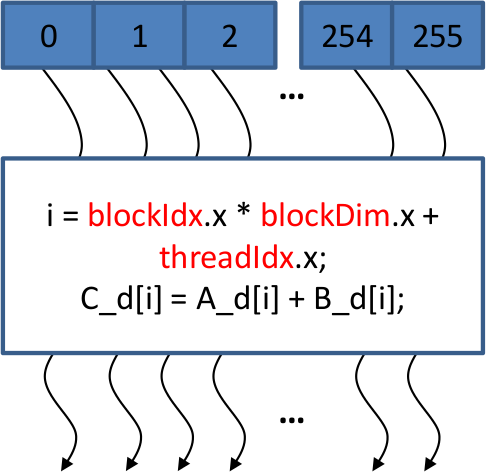 0 1 2 254 255
...
i = blockIdx.x * blockDim.x +
threadIdx.x;
C_d[i] = A_d[i] + B_d[i];
...